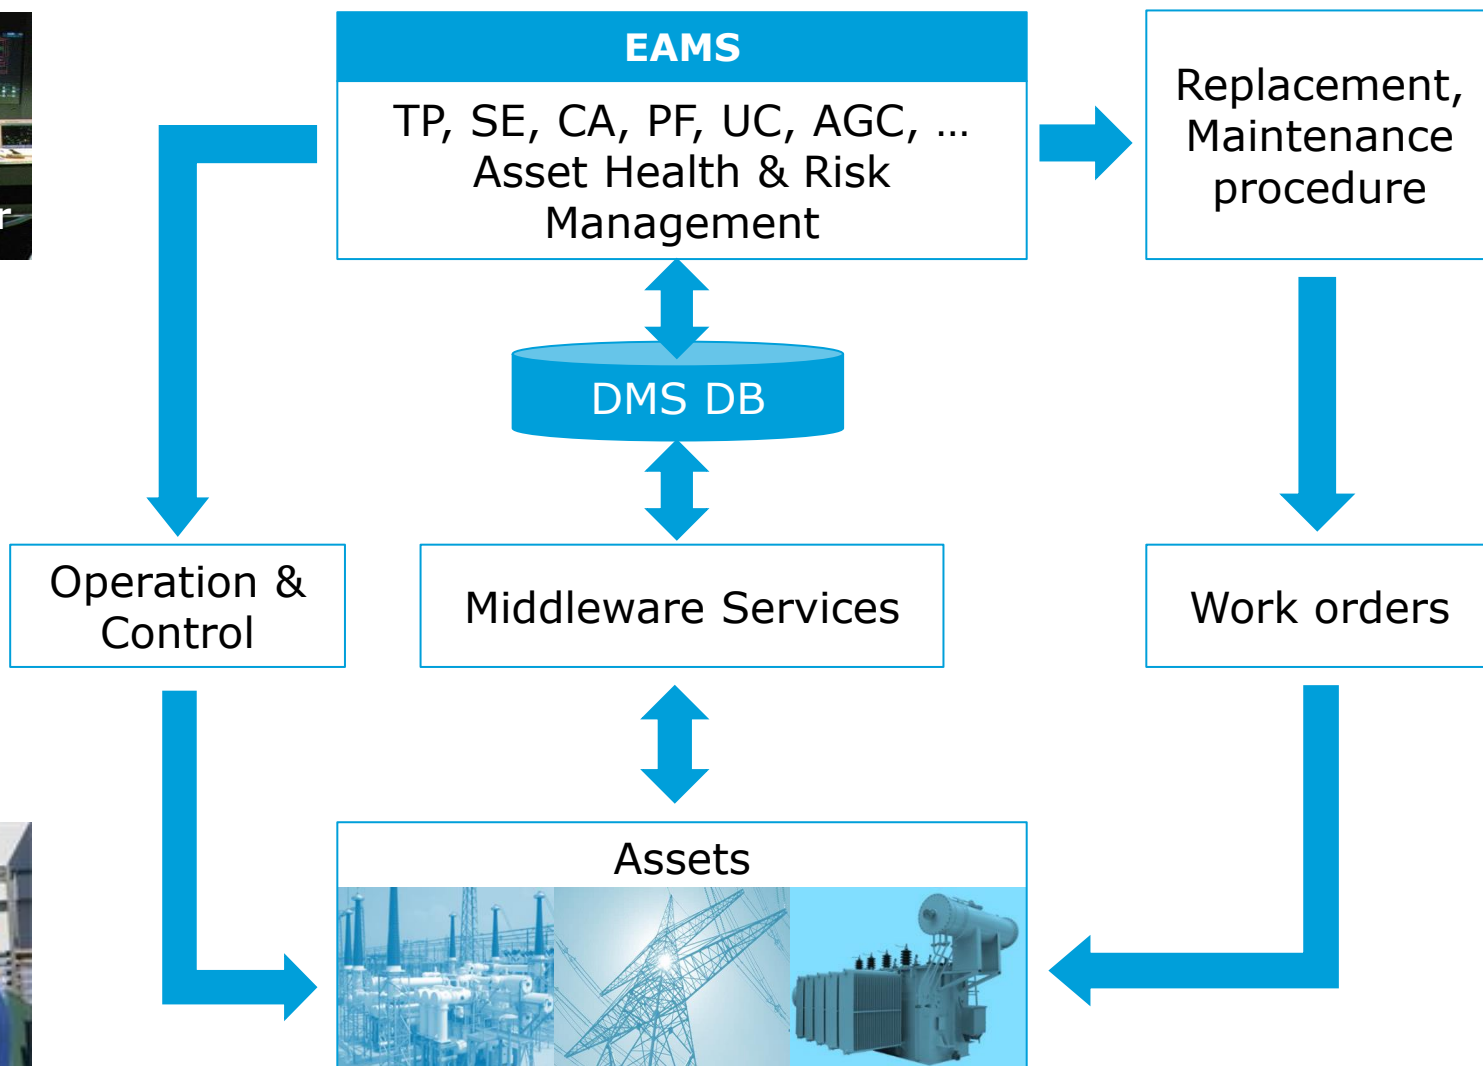 EAMS
TP, SE, CA, PF, UC, AGC, ...
Asset Health & Risk
Management
Replacement,
Maintenance
procedure
r
DMS DB
Operation &
Control
Middleware Services
Work orders
Assets